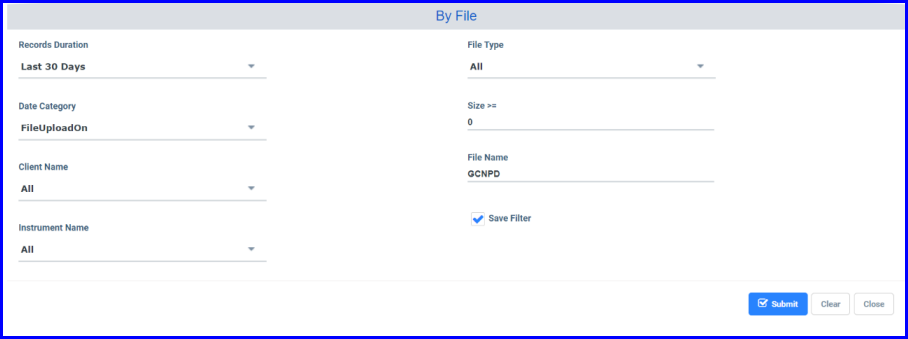 By File
Records Duration
Last 30 Days
Date Category
FileUploadOn
Client Name
All
Instrument Name
All
File Type
All
Size >=
0
File Name
GCNPD
Save Filter
Submit
Clear
Close